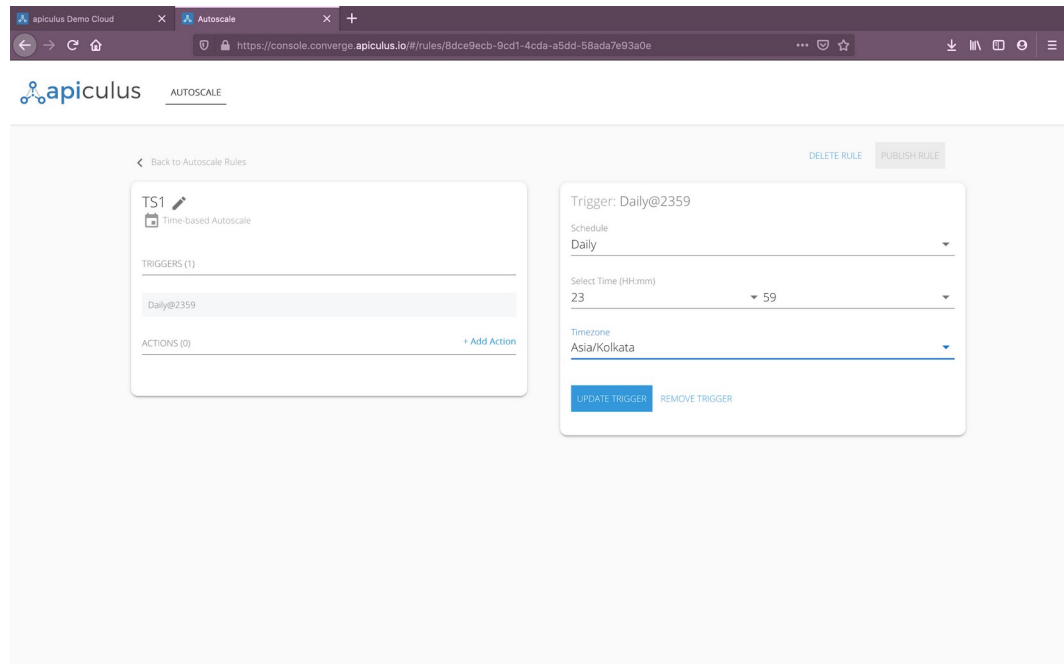 apiculus Demo Cloud
Autoscale
https://console.converge.apiculus.io/#/rules/8dce9ecb-9cd1-4cda-a5dd-58ada7e93a0e
apiculus
AUTOSCALE
Back to Autoscale Rules
DELETE RULE
PUBLISH RULE
TS1
Time-based Autoscale
TRIGGERS (1)
Daily@2359
ACTIONS (0)
+ Add Action
Trigger: Daily@2359
Schedule
Daily
Select Time (HH:mm)
23
59
Timezone
Asia/Kolkata
UPDATE TRIGGER
REMOVE TRIGGER